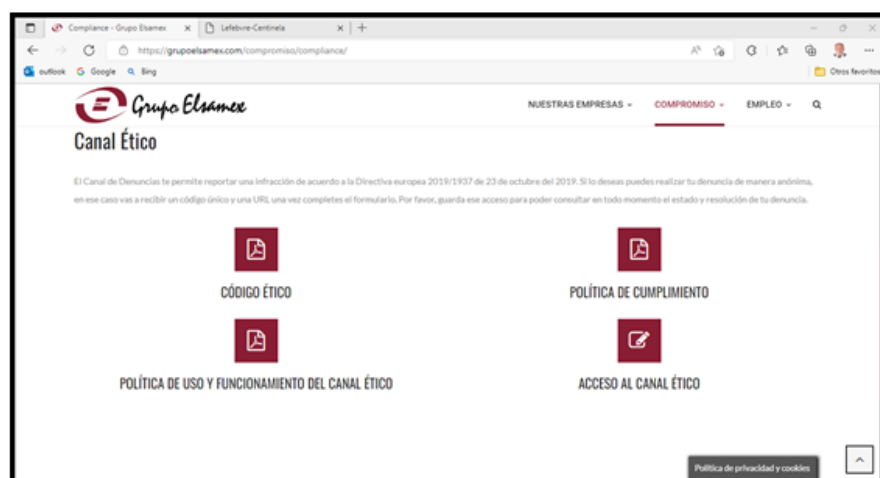 Compliance - Grupo Elsamex
Lefebvre-Centinela
https://grupoelsamex.com/compromiso/compliance/
outlook
Google
Bing
Otros favoritos
Grupo Elsamex
NUESTRAS EMPRESAS
COMPROMISO
EMPLEO
Canal Ético
El Canal de Denuncias te permite reportar una infracción de acuerdo a la Directiva europea 2019/1937 de 23 de octubre del 2019. Si lo deseas puedes realizar tu denuncia de manera anónima,
en ese caso vas a recibir un código único y una URL una vez completes el formulario. Por favor, guarda ese acceso para poder consultar en todo momento el estado y resolución de tu denuncia.
CÓDIGO ÉTICO
POLÍTICA DE CUMPLIMIENTO
POLÍTICA DE USO Y FUNCIONAMIENTO DEL CANAL ÉTICO
ACCESO AL CANAL ÉTICO
Política de privacidad y cookies